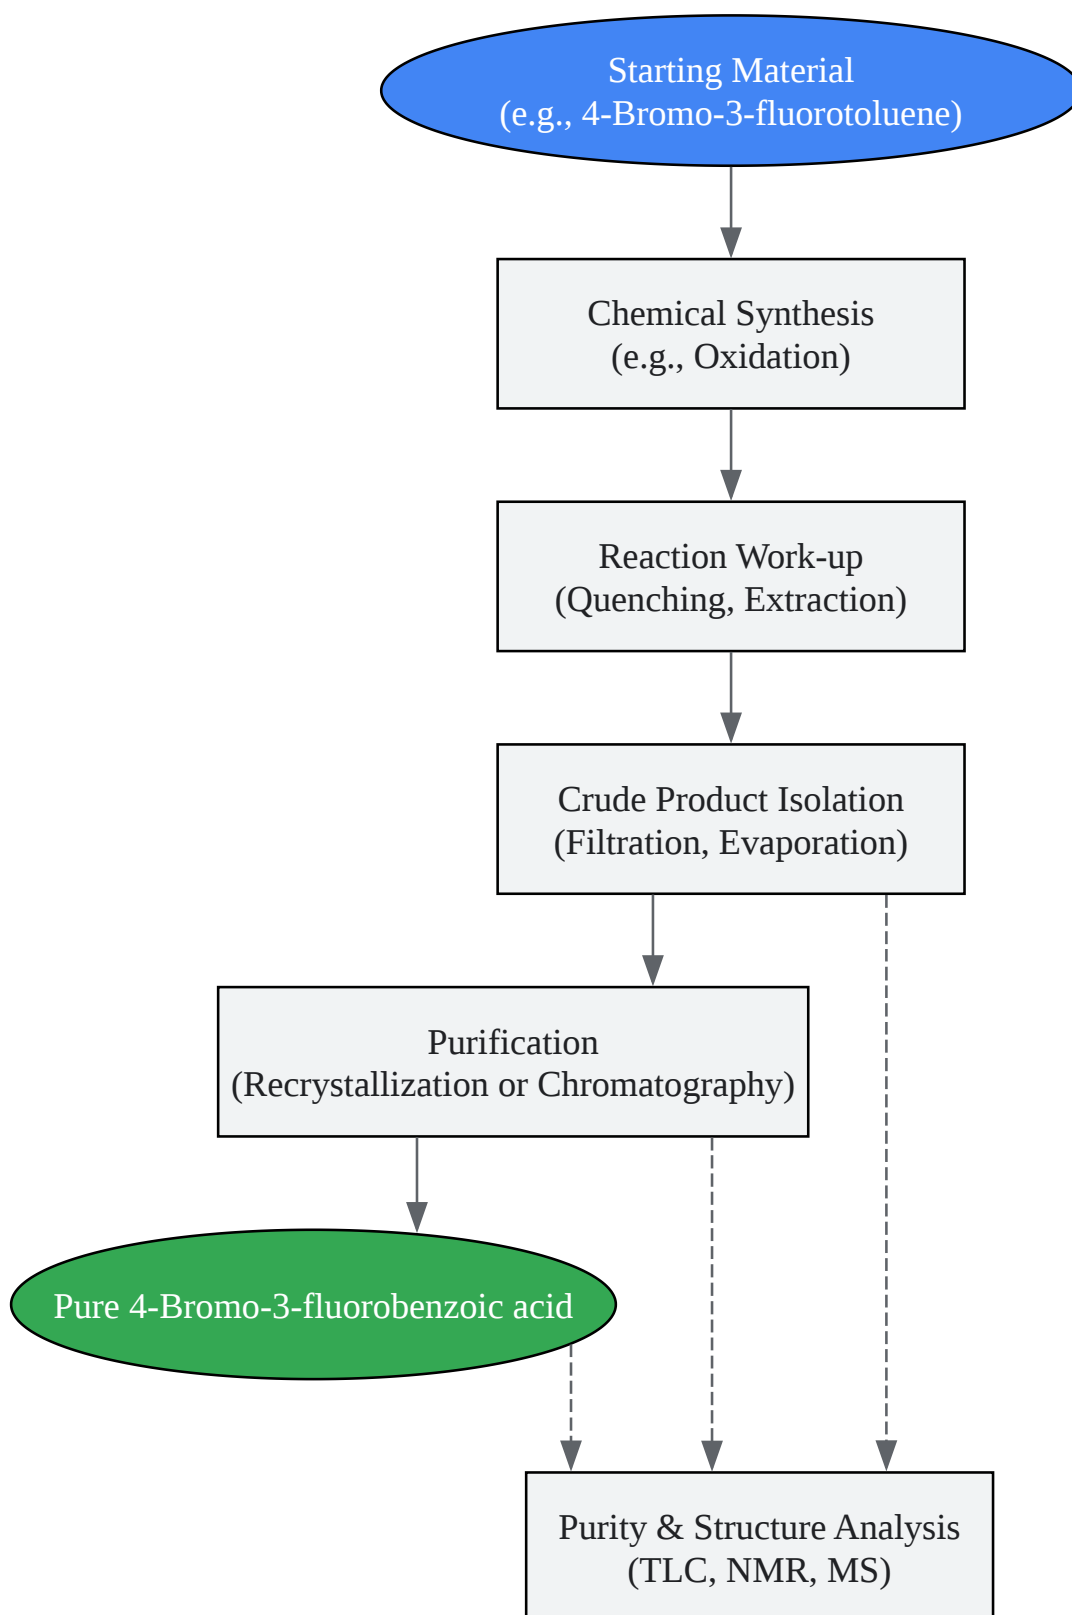 Starting Material
(e.g., 4-Bromo-3-fluorotoluene)
Chemical Synthesis
(e.g., Oxidation)
Reaction Work-up
(Quenching, Extraction)
Crude Product Isolation
(Filtration, Evaporation)
Purification
(Recrystallization or Chromatography)
Pure 4-Bromo-3-fluorobenzoic acid
Purity & Structure Analysis
(TLC, NMR, MS)